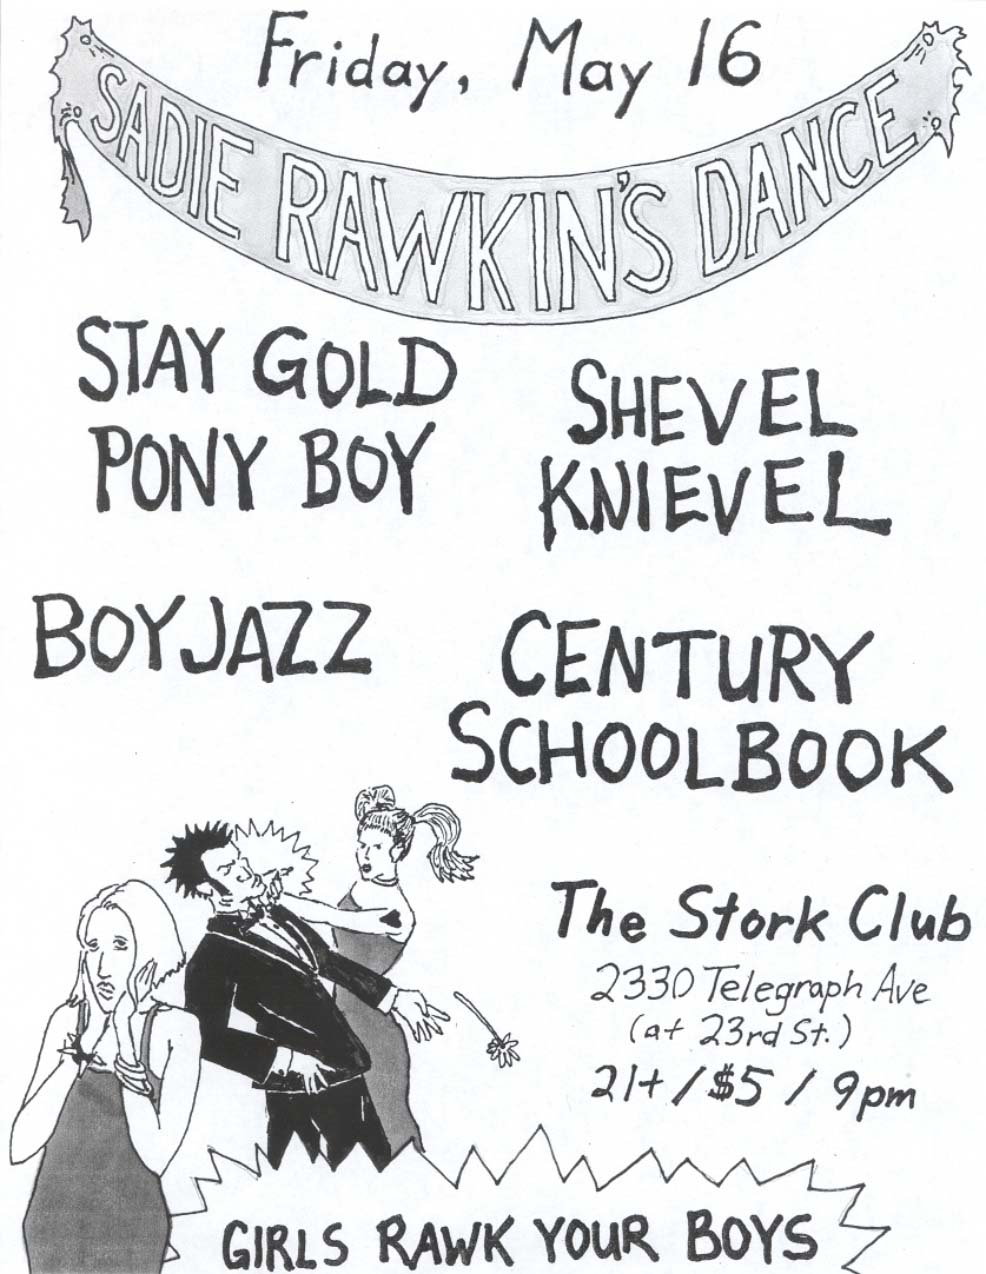 Friday, May 16
SADIE RAWKIN'S DANCE
STAY GOLD
PONY BOY
SHEVEL
KNIEVEL
BOYJAZZ
CENTURY
SCHOOLBOOK
The Stork Club
2330 Telegraph Ave
(at 23rd St.)
21+ / $5 / 9pm
GIRLS RAWK YOUR BOYS